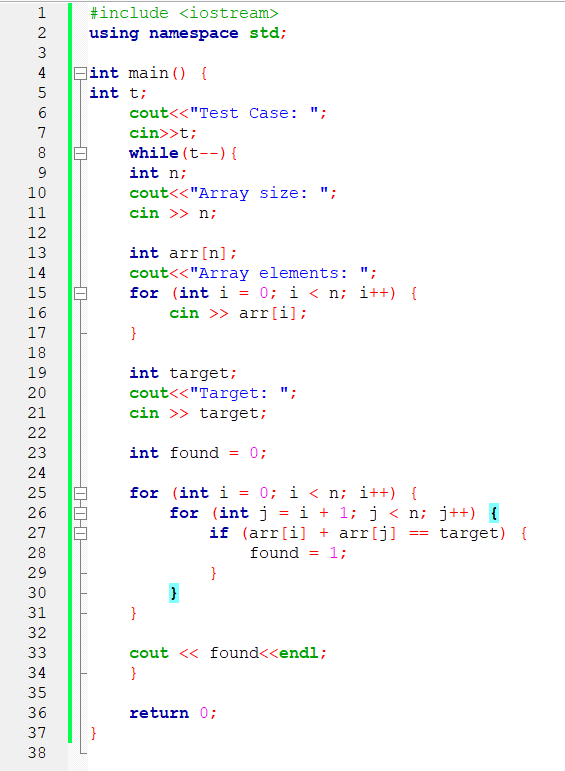 1 #include <iostream>
2 using namespace std;
3
4 int main() {
5 int t;
6 cout<<"Test Case: ";
7 cin>>t;
8 while(t--){
9 int n;
10 cout<<"Array size: ";
11 cin >> n;
12
13 int arr[n];
14 cout<<"Array elements: ";
15 for (int i = 0; i < n; i++) {
16 cin >> arr[i];
17 }
18
19 int target;
20 cout<<"Target: ";
21 cin >> target;
22
23 int found = 0;
24
25 for (int i = 0; i < n; i++) {
26 for (int j = i + 1; j < n; j++) {
27 if (arr[i] + arr[j] == target) {
28 found = 1;
29 }
30 }
31 }
32
33 cout << found<<endl;
34 }
35
36 return 0;
37 }
38